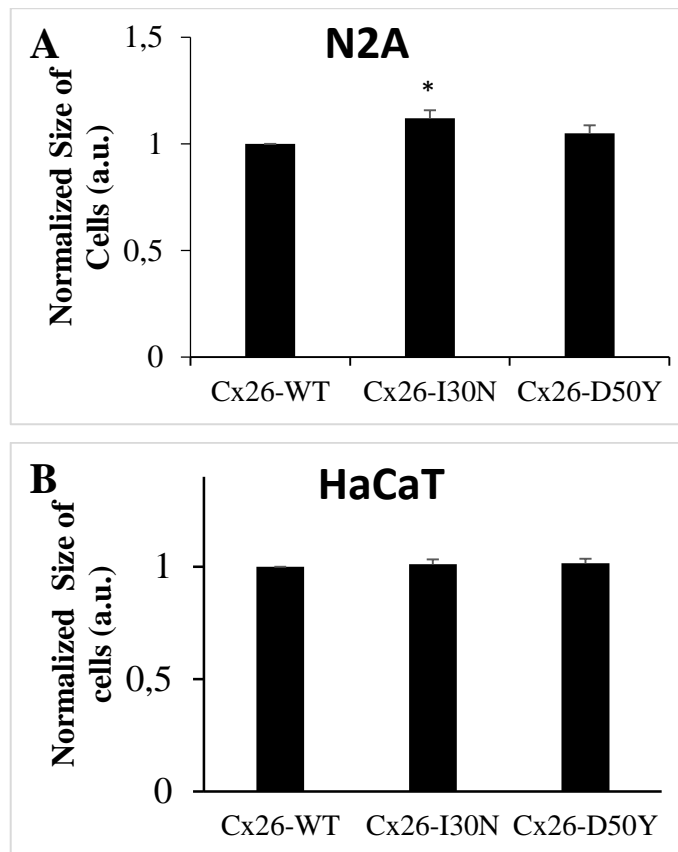 A
N2A
Normalized Size of
Cells (a.u.)
1,5
*
1
0,5
0
Cx26-WT
Cx26-I30N
Cx26-D50Y
B
HaCaT
Normalized Size of
cells (a.u.)
1
0,5
0
Cx26-WT
Cx26-I30N
Cx26-D50Y